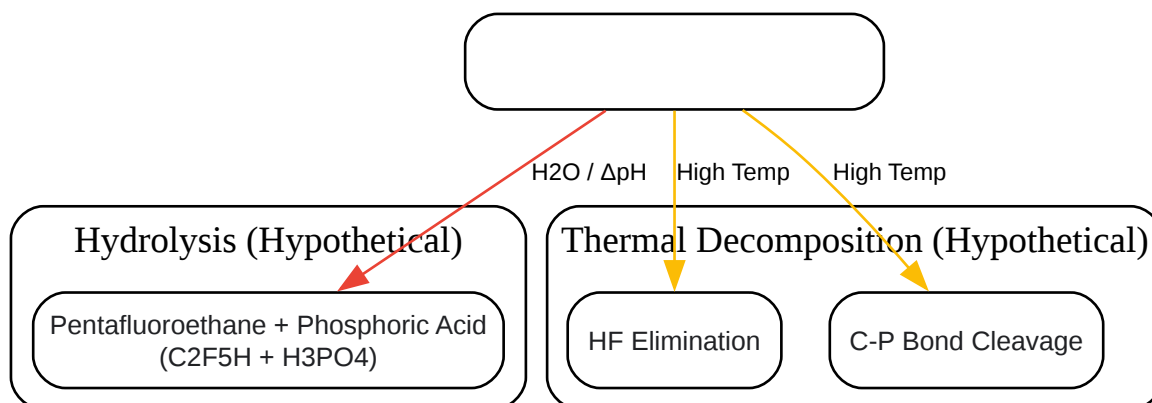 H2O / ΔpH
High Temp
High Temp
Hydrolysis (Hypothetical)
Thermal Decomposition (Hypothetical)
Pentafluoroethane + Phosphoric Acid
(C2F5H + H3PO4)
HF Elimination
C-P Bond Cleavage